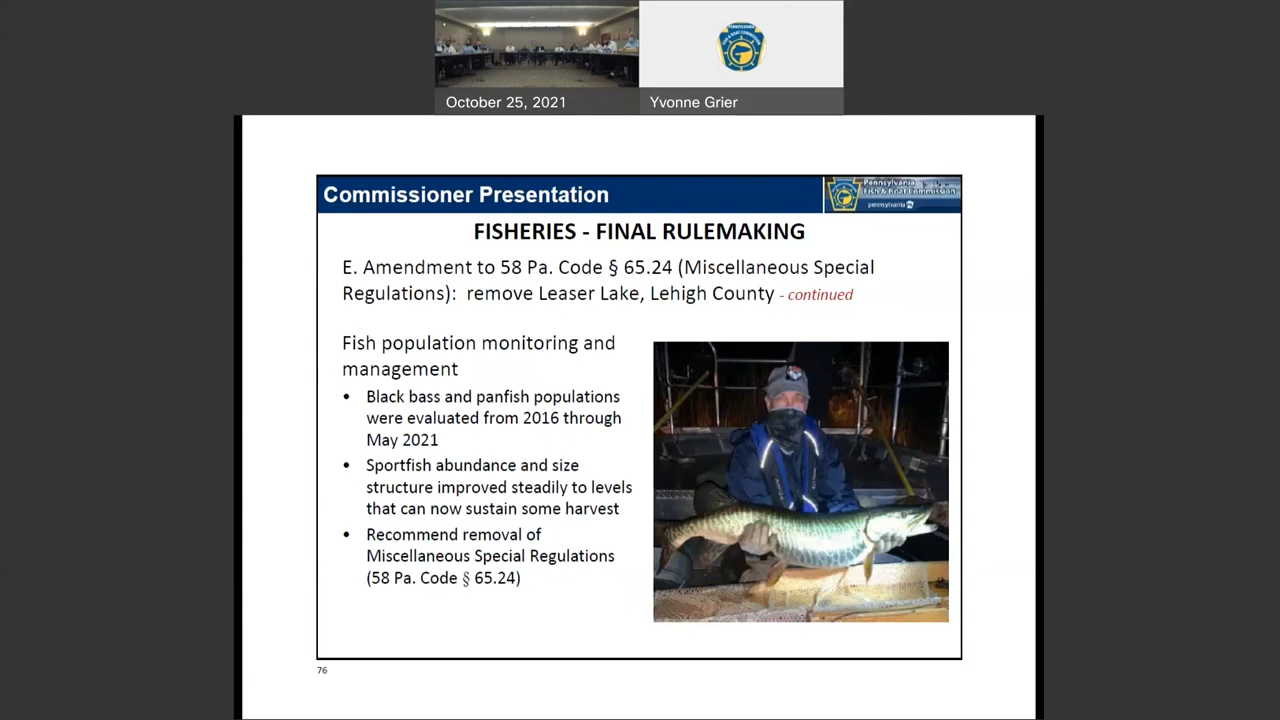 October 25, 2021
Yvonne Grier
Commissioner Presentation
Pennsylvania
Fish & Boat Commission
pennsylvania
FISHERIES - FINAL RULEMAKING
E. Amendment to 58 Pa. Code § 65.24 (Miscellaneous Special
Regulations): remove Leaser Lake, Lehigh County - continued
Fish population monitoring and
management
• Black bass and panfish populations
were evaluated from 2016 through
May 2021
• Sportfish abundance and size
structure improved steadily to levels
that can now sustain some harvest
• Recommend removal of
Miscellaneous Special Regulations
(58 Pa. Code § 65.24)
76